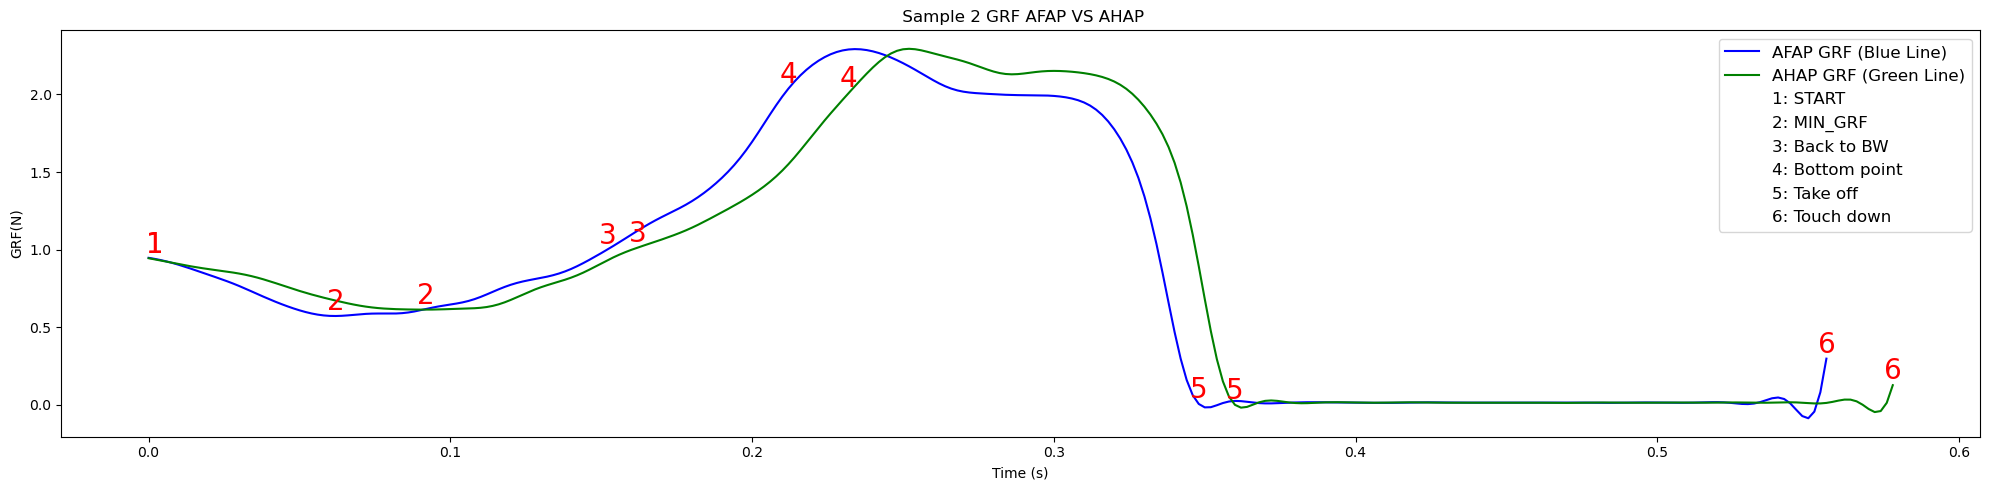 Sample 2 GRF AFAP VS AHAP
AFAP GRF (Blue Line)
AHAP GRF (Green Line)
1: START
2: MIN_GRF
3: Back to BW
4: Bottom point
5: Take off
6: Touch down
GRF(N)
2.0
1.5
1.0
0.5
0.0
1
2
2
3
3
4
4
5
5
6
6
0.0 0.1 0.2 0.3 0.4 0.5 0.6
Time (s)